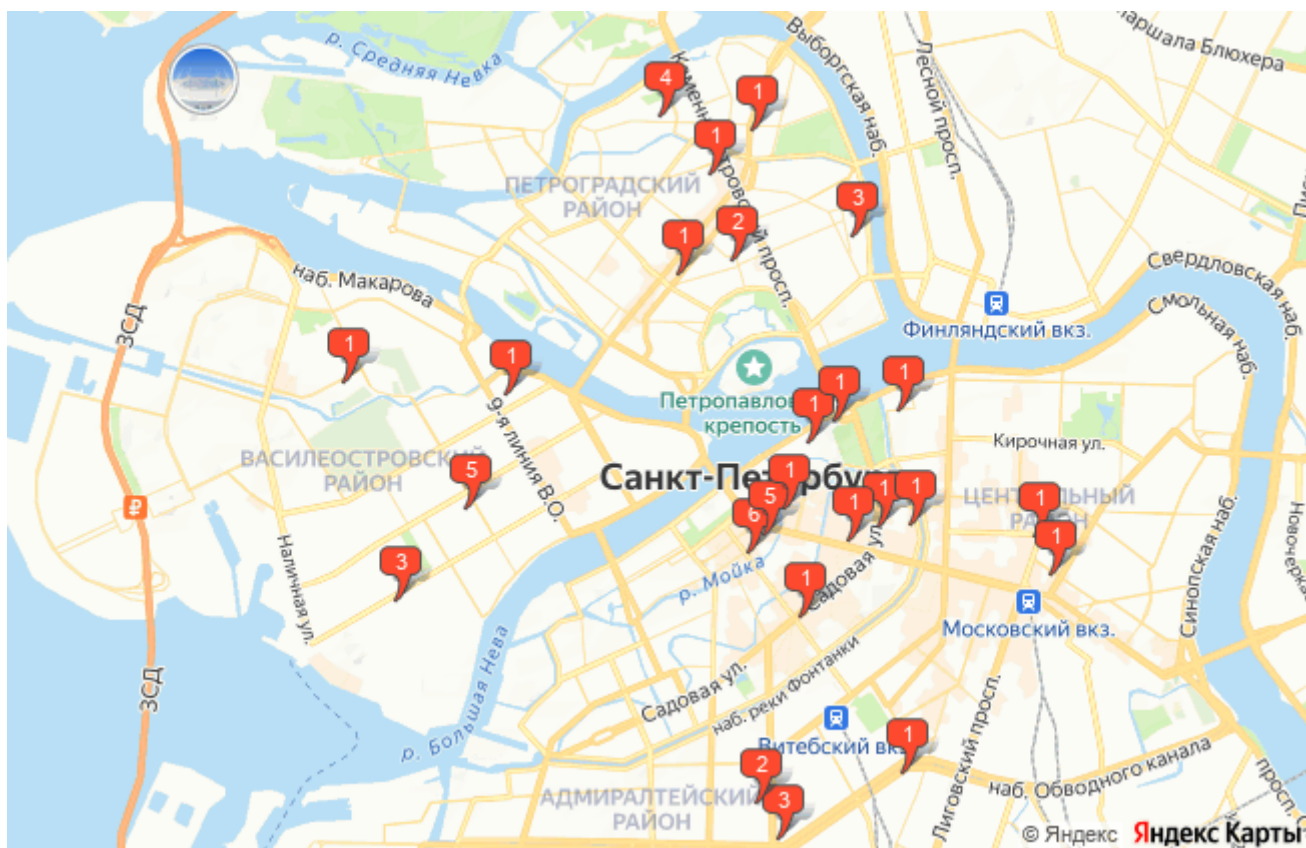 р. Средняя Невка
Выборгская наб.
Лесной просп.
Маршала Блюхера
4
1
1
ПЕТРОГРАДСКИЙ
РАЙОН
3
2
1
наб. Макарова
ЗСД
Свердловская наб.
Смольная наб.
Финляндский вкз.
1
1
1
1
1
Петропавло
крепость
9-я линия В.О.
Кирочная ул.
ВАСИЛЕОСТРОВСКИЙ
РАЙОН
5
Санкт-Петербург
1
5
6
1
1
1
1
1
ЦЕНТРАЛЬНЫЙ
РАЙОН
3
Наличная ул.
р. Мойка
1
Садовая ул.
Московский вкз.
Синопская наб.
ЗСД
р. Большая Нева
Садовая ул.
наб. реки Фонтанки
Витебский вкз.
1
Лиговский просп.
наб. Обводного канала
просп.
2
3
АДМИРАЛТЕЙСКИЙ
РАЙОН
© Яндекс Яндекс Карты